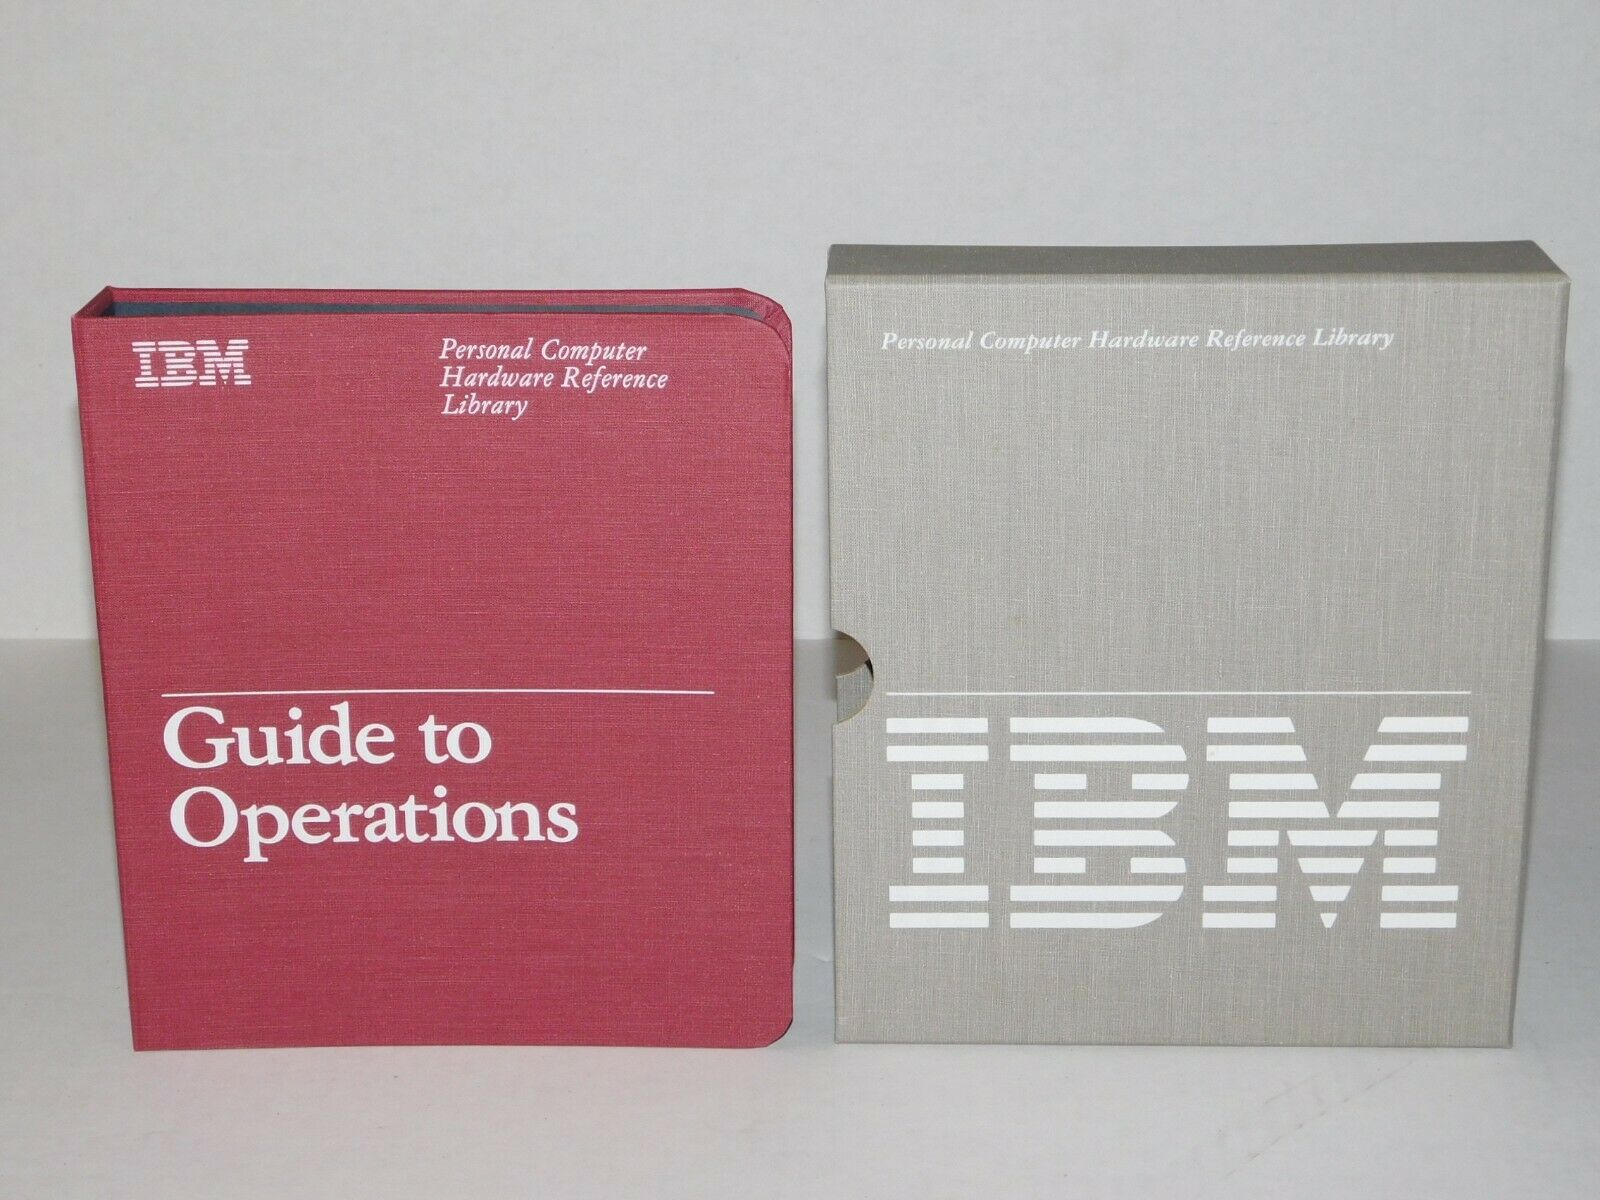 IBM
Personal Computer
Hardware Reference
Library
Guide to
Operations
Personal Computer Hardware Reference Library
IBM